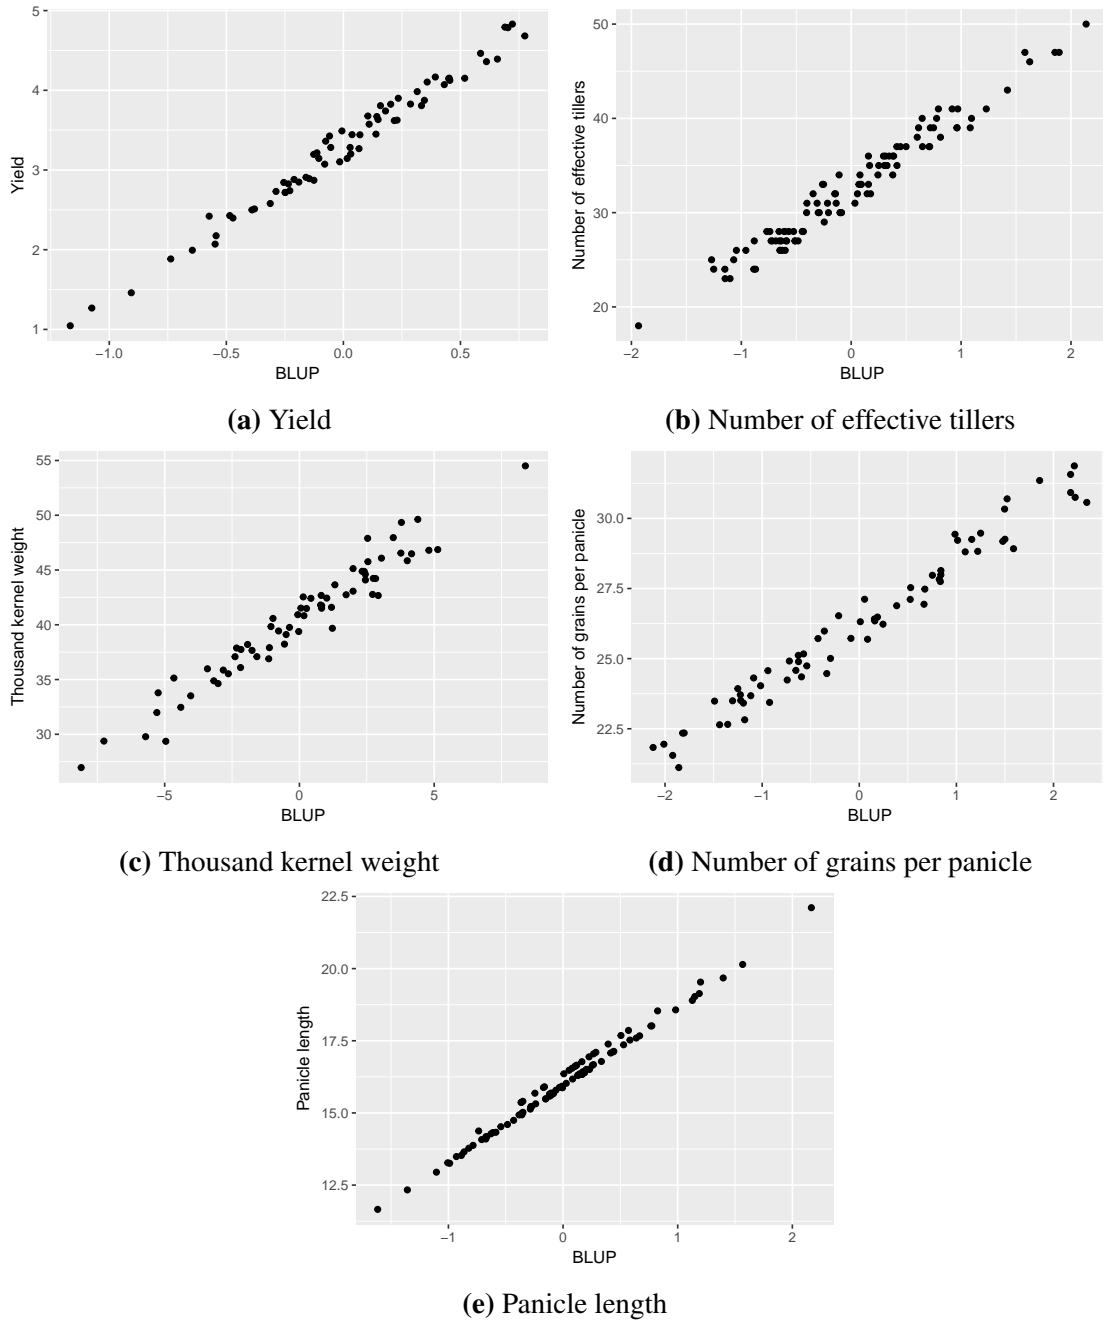 5
4
3
2
1
Yield
−1.0 −0.5 0.0 0.5
BLUP
(a) Yield
50
40
30
20
Number of effective tillers
−2 −1 0 1 2
BLUP
(b) Number of effective tillers
55
50
45
40
35
30
Thousand kernel weight
−5 0 5
BLUP
(c) Thousand kernel weight
30.0
27.5
25.0
22.5
Number of grains per panicle
−2 −1 0 1 2
BLUP
(d) Number of grains per panicle
22.5
20.0
17.5
15.0
12.5
Panicle length
−1 0 1 2
BLUP
(e) Panicle length